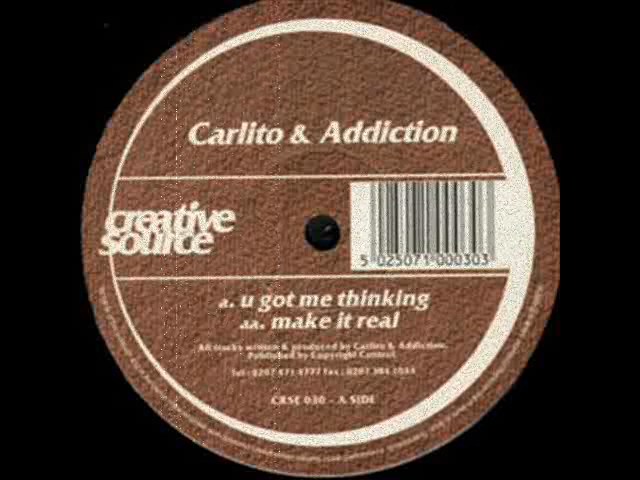 Carlito & Addiction
creative
source
5 025071 000303
a. u got me thinking
aa. make it real
All tracks written & produced by Carlito & Addiction.
Published by Copyright Control.
CRSE 030 - A SIDE